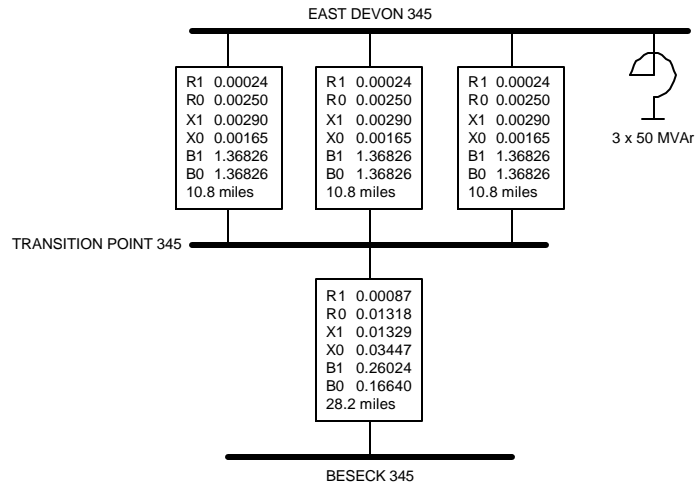 EAST DEVON 345
R1 0.00024
R0 0.00250
X1 0.00290
X0 0.00165
B1 1.36826
B0 1.36826
10.8 miles
R1 0.00024
R0 0.00250
X1 0.00290
X0 0.00165
B1 1.36826
B0 1.36826
10.8 miles
R1 0.00024
R0 0.00250
X1 0.00290
X0 0.00165
B1 1.36826
B0 1.36826
10.8 miles
3 x 50 MVAr
TRANSITION POINT 345
R1 0.00087
R0 0.01318
X1 0.01329
X0 0.03447
B1 0.26024
B0 0.16640
28.2 miles
BESECK 345